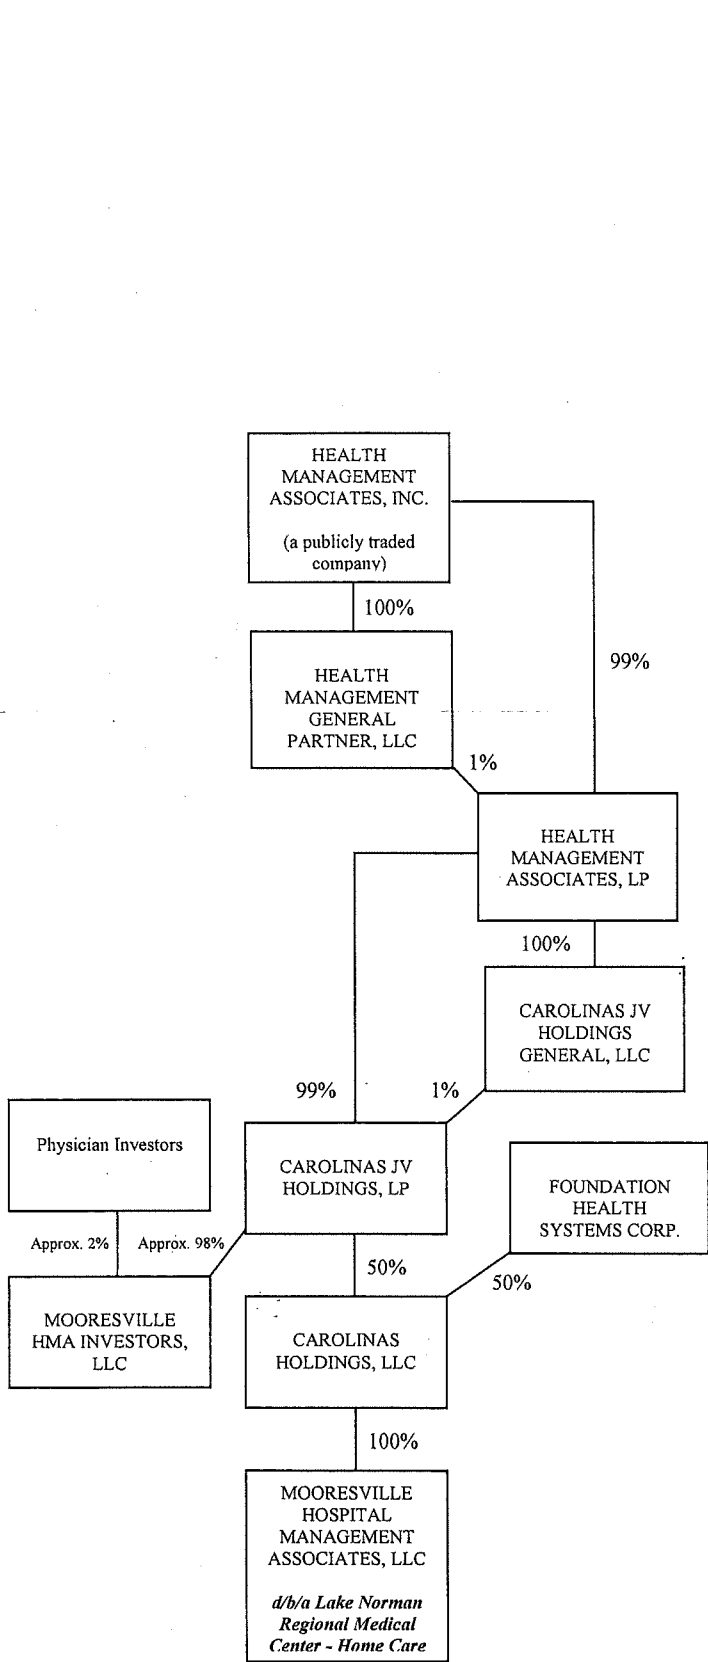 HEALTH
MANAGEMENT
ASSOCIATES, INC.
(a publicly traded
company)
100%
99%
HEALTH
MANAGEMENT
GENERAL
PARTNER, LLC
1%
HEALTH
MANAGEMENT
ASSOCIATES, LP
100%
CAROLINAS JV
HOLDINGS
GENERAL, LLC
99%
1%
Physician Investors
CAROLINAS JV
HOLDINGS, LP
FOUNDATION
HEALTH
SYSTEMS CORP.
Approx. 2%
Approx. 98%
50%
50%
MOORESVILLE
HMA INVESTORS,
LLC
CAROLINAS
HOLDINGS, LLC
100%
MOORESVILLE
HOSPITAL
MANAGEMENT
ASSOCIATES, LLC
d/b/a Lake Norman
Regional Medical
Center - Home Care